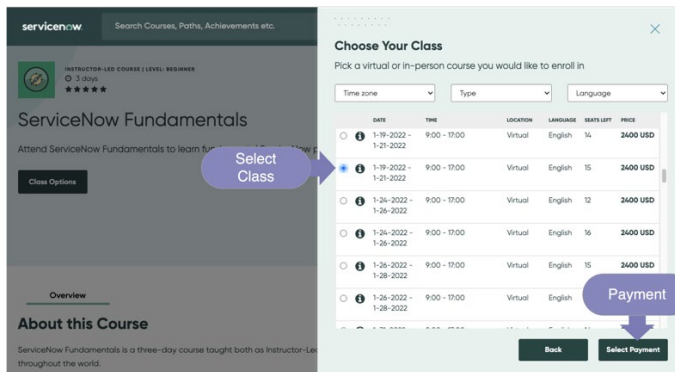 servicenow
Search Courses, Paths, Achievements etc.
INSTRUCTOR-LED COURSE | LEVEL: BEGINNER
3 days
ServiceNow Fundamentals
Attend ServiceNow Fundamentals to learn
Class Options
Overview
About this Course
ServiceNow Fundamentals is a three-day course taught both as Instructor-Led
throughout the world.
Select
Class
Choose Your Class
Pick a virtual or in-person course you would like to enroll in
Time zone Type Language
DATE TIME LOCATION LANGUAGE SEATS LEFT PRICE
1-19-2022 - 9:00 - 17:00 Virtual English 14 2400 USD
1-21-2022
1-19-2022 - 9:00 - 17:00 Virtual English 15 2400 USD
1-21-2022
1-24-2022 - 9:00 - 17:00 Virtual English 12 2400 USD
1-26-2022
1-24-2022 - 9:00 - 17:00 Virtual English 16 2400 USD
1-26-2022
1-26-2022 - 9:00 - 17:00 Virtual English 15 2400 USD
1-28-2022
1-26-2022 - 9:00 - 17:00 Virtual English
1-28-2022
Payment
Back Select Payment